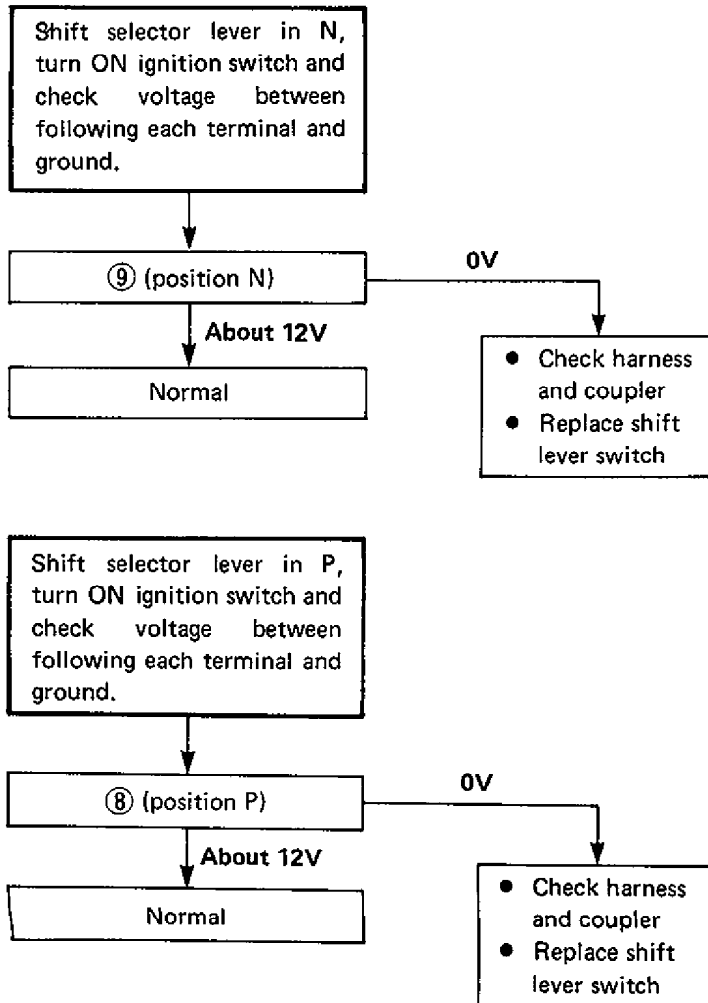 Shift selector lever in N,
turn ON ignition switch and
check voltage between
following each terminal and
ground.
⑨ (position N)
0V
About 12V
Normal
● Check harness
and coupler
● Replace shift
lever switch
Shift selector lever in P,
turn ON ignition switch and
check voltage between
following each terminal and
ground.
⑧ (position P)
0V
About 12V
Normal
● Check harness
and coupler
● Replace shift
lever switch